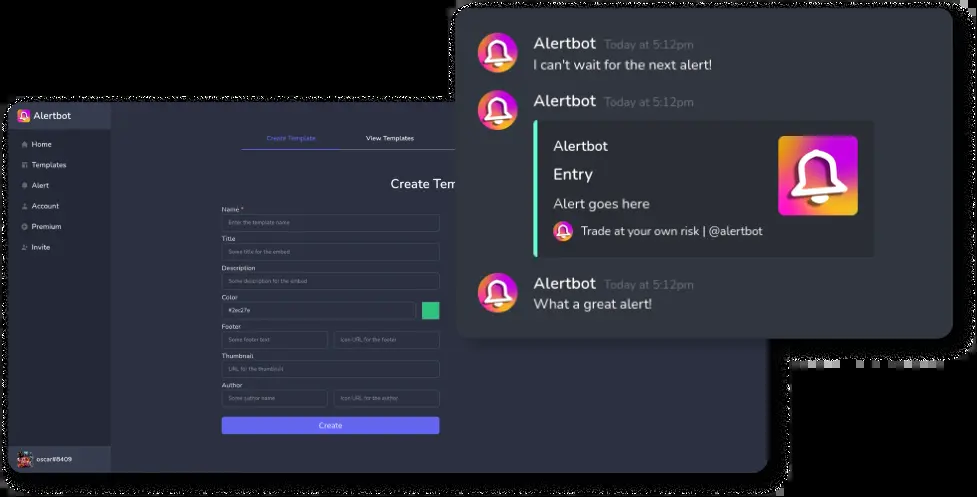 Alertbot
Home
Templates
Alert
Account
Premium
Invite
oscar#8409
Create Template
View Templates
Create Tem
Name *
Enter the template name
Title
Some title for the embed
Description
Some description for the embed
Color
#2ec27e
Footer
Some footer text
Icon URL for the footer
Thumbnail
URL for the thumbnail
Author
Some author name
Icon URL for the author
Create
Alertbot Today at 5:12pm
I can't wait for the next alert!
Alertbot Today at 5:12pm
Alertbot
Entry
Alert goes here
Trade at your own risk | @alertbot
Alertbot Today at 5:12pm
What a great alert!